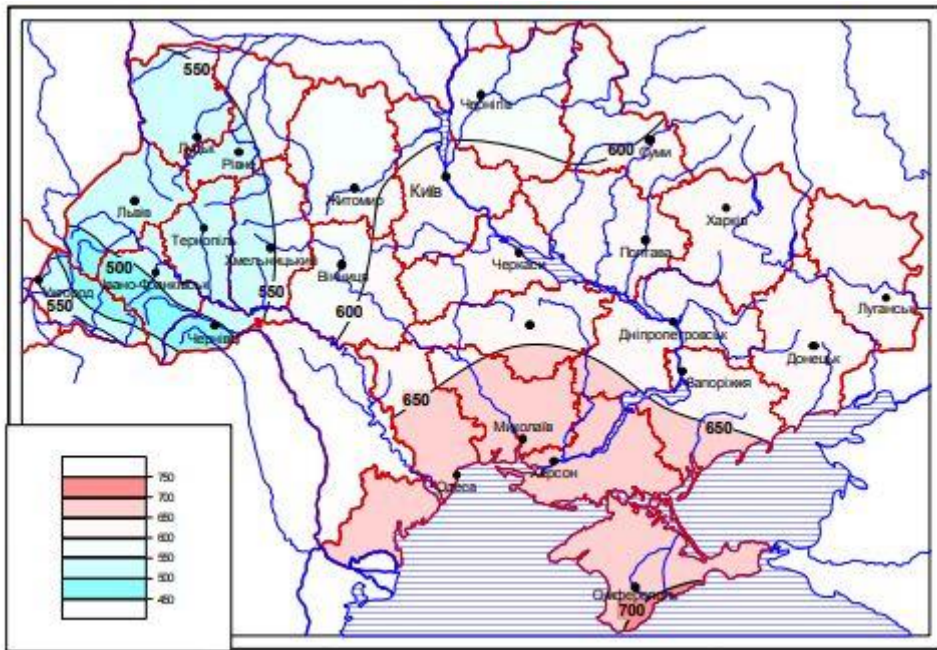 550
Чернігів
Луцьк
Рівне
600
Суми
Київ
Житомир
Львів
Харків
Тернопіль
Хмельницький
Полтава
Черкаси
Вінниця
500
Івано-Франківськ
Ужгород
550
550
600
Луганськ
Чернівці
Дніпропетровськ
Донецьк
Запоріжжя
650
650
Миколаїв
Херсон
Одеса
Сімферополь
700
750
700
650
600
550
500
450